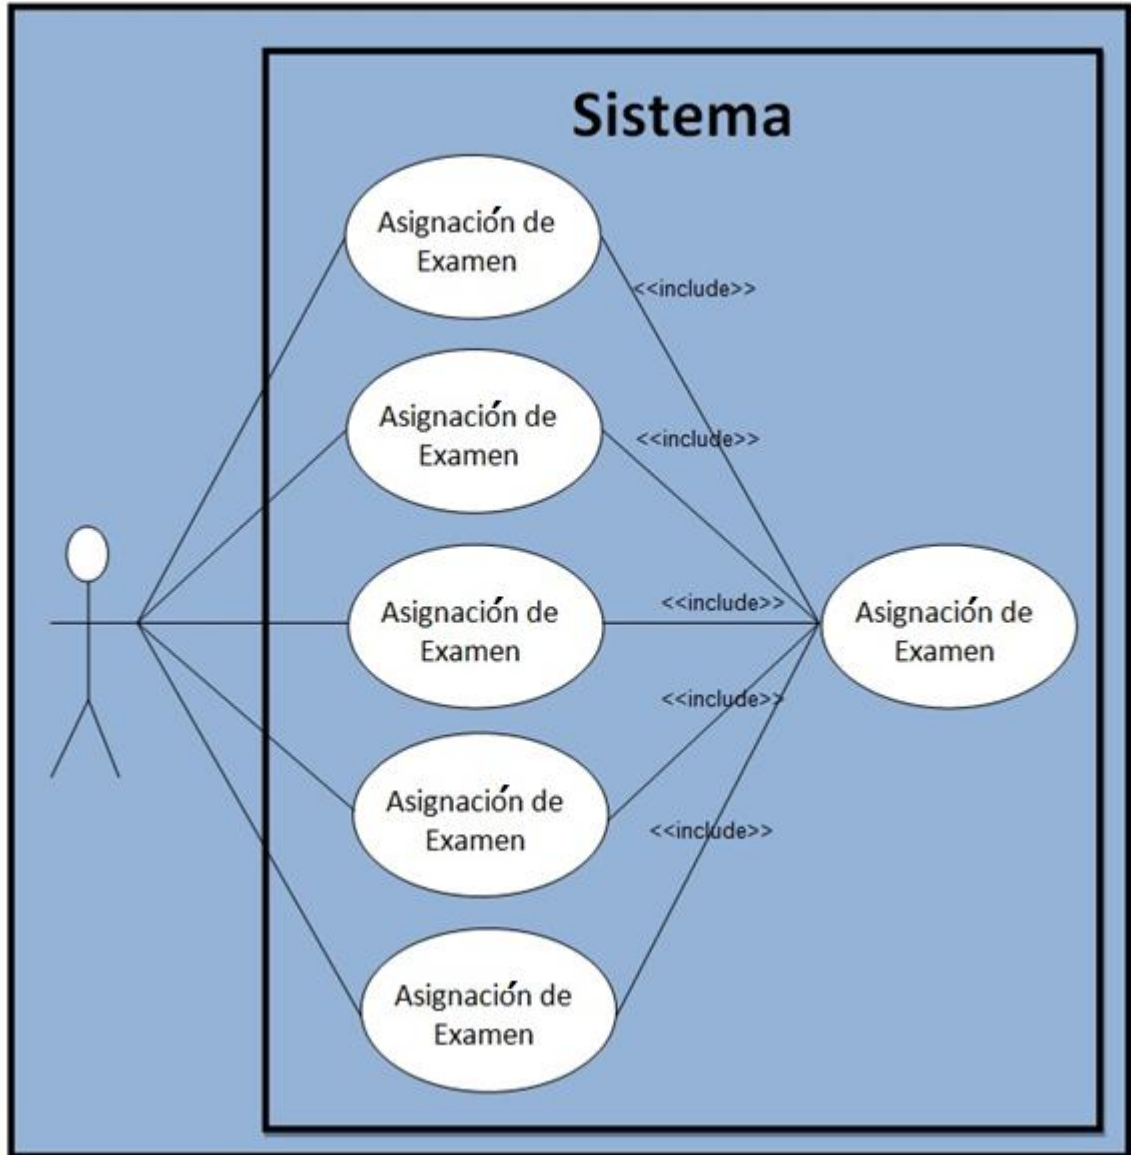 Sistema
Asignación de
Examen
<<include>>
Asignación de
Examen
<<include>>
Asignación de
Examen
<<include>>
Asignación de
Examen
<<include>>
Asignación de
Examen
<<include>>
Asignación de
Examen